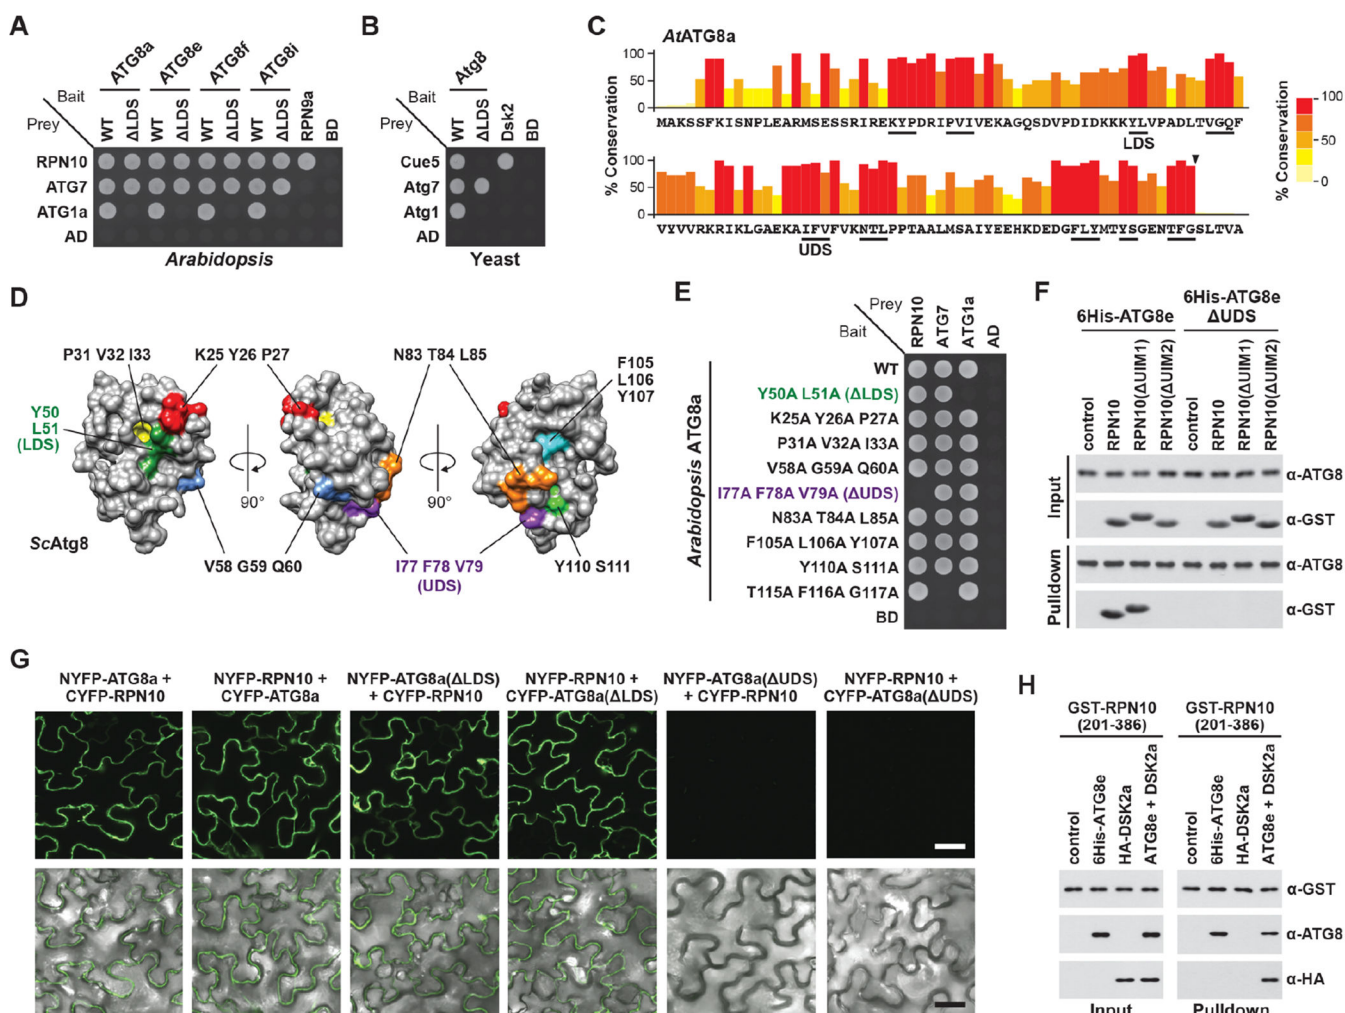 A
ATG8a
ATG8e
ATG8f
ATG8i
Bait
Prey
WT
ΔLDS
WT
ΔLDS
WT
ΔLDS
WT
ΔLDS
RPN9a
BD
RPN10
ATG7
ATG1a
AD
Arabidopsis
B
Atg8
Bait
Prey
WT
ΔLDS
Dsk2
BD
Cue5
Atg7
Atg1
AD
Yeast
C
AtATG8a
% Conservation
100
50
0
MAKSSFKISNPLEARMSESSRIREKYPDRIPVIVEKAGQSDVPDIDKKKYLVPADLTVGQF
LDS
% Conservation
100
50
0
VYVVRKRIKLGAEKAIFVFVKNTLPPTAALMSAIYEEHKDEDGFLYMTYSGENTFGSLTVA
UDS
% Conservation
100
50
0
D
P31 V32 I33
K25 Y26 P27
N83 T84 L85
F105
L106
Y107
Y50
L51
(LDS)
90°
90°
ScAtg8
V58 G59 Q60
I77 F78 V79
(UDS)
Y110 S111
E
Prey
Bait
RPN10
ATG7
ATG1a
AD
Arabidopsis ATG8a
WT
Y50A L51A (ΔLDS)
K25A Y26A P27A
P31A V32A I33A
V58A G59A Q60A
I77A F78A V79A (ΔUDS)
N83A T84A L85A
F105A L106A Y107A
Y110A S111A
T115A F116A G117A
BD
F
6His-ATG8e
6His-ATG8e
ΔUDS
control
RPN10
RPN10(ΔUIM1)
RPN10(ΔUIM2)
control
RPN10
RPN10(ΔUIM1)
RPN10(ΔUIM2)
Input
α-ATG8
α-GST
Pulldown
α-ATG8
α-GST
G
NYFP-ATG8a +
CYFP-RPN10
NYFP-RPN10 +
CYFP-ATG8a
NYFP-ATG8a(ΔLDS)
+ CYFP-RPN10
NYFP-RPN10 +
CYFP-ATG8a(ΔLDS)
NYFP-ATG8a(ΔUDS)
+ CYFP-RPN10
NYFP-RPN10 +
CYFP-ATG8a(ΔUDS)
H
GST-RPN10
(201-386)
GST-RPN10
(201-386)
control
6His-ATG8e
HA-DSK2a
ATG8e + DSK2a
control
6His-ATG8e
HA-DSK2a
ATG8e + DSK2a
α-GST
α-ATG8
α-HA
Input
Pulldown